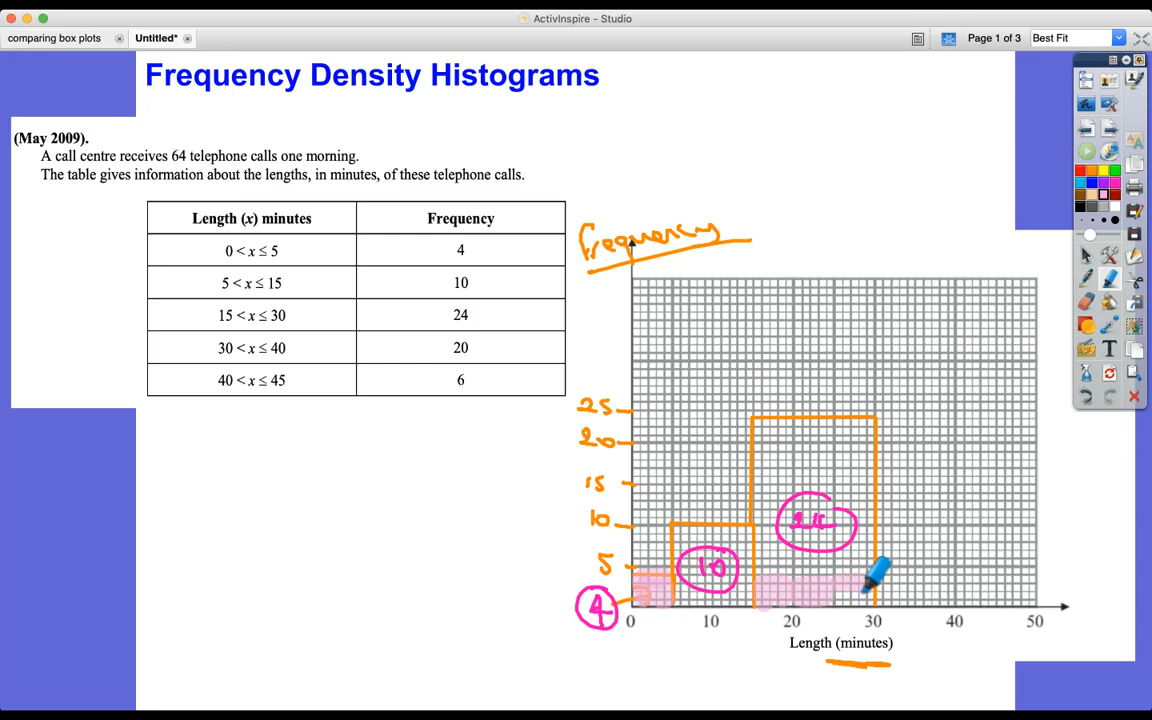 ActivInspire - Studio
comparing box plots
Untitled*
Page 1 of 3
Best Fit
Frequency Density Histograms
(May 2009).
A call centre receives 64 telephone calls one morning.
The table gives information about the lengths, in minutes, of these telephone calls.
Length (x) minutes Frequency
0 < x ≤ 5 4
5 < x ≤ 15 10
15 < x ≤ 30 24
30 < x ≤ 40 20
40 < x ≤ 45 6
Frequency
25
20
15
10
5
4
10
24
0 10 20 30 40 50
Length (minutes)